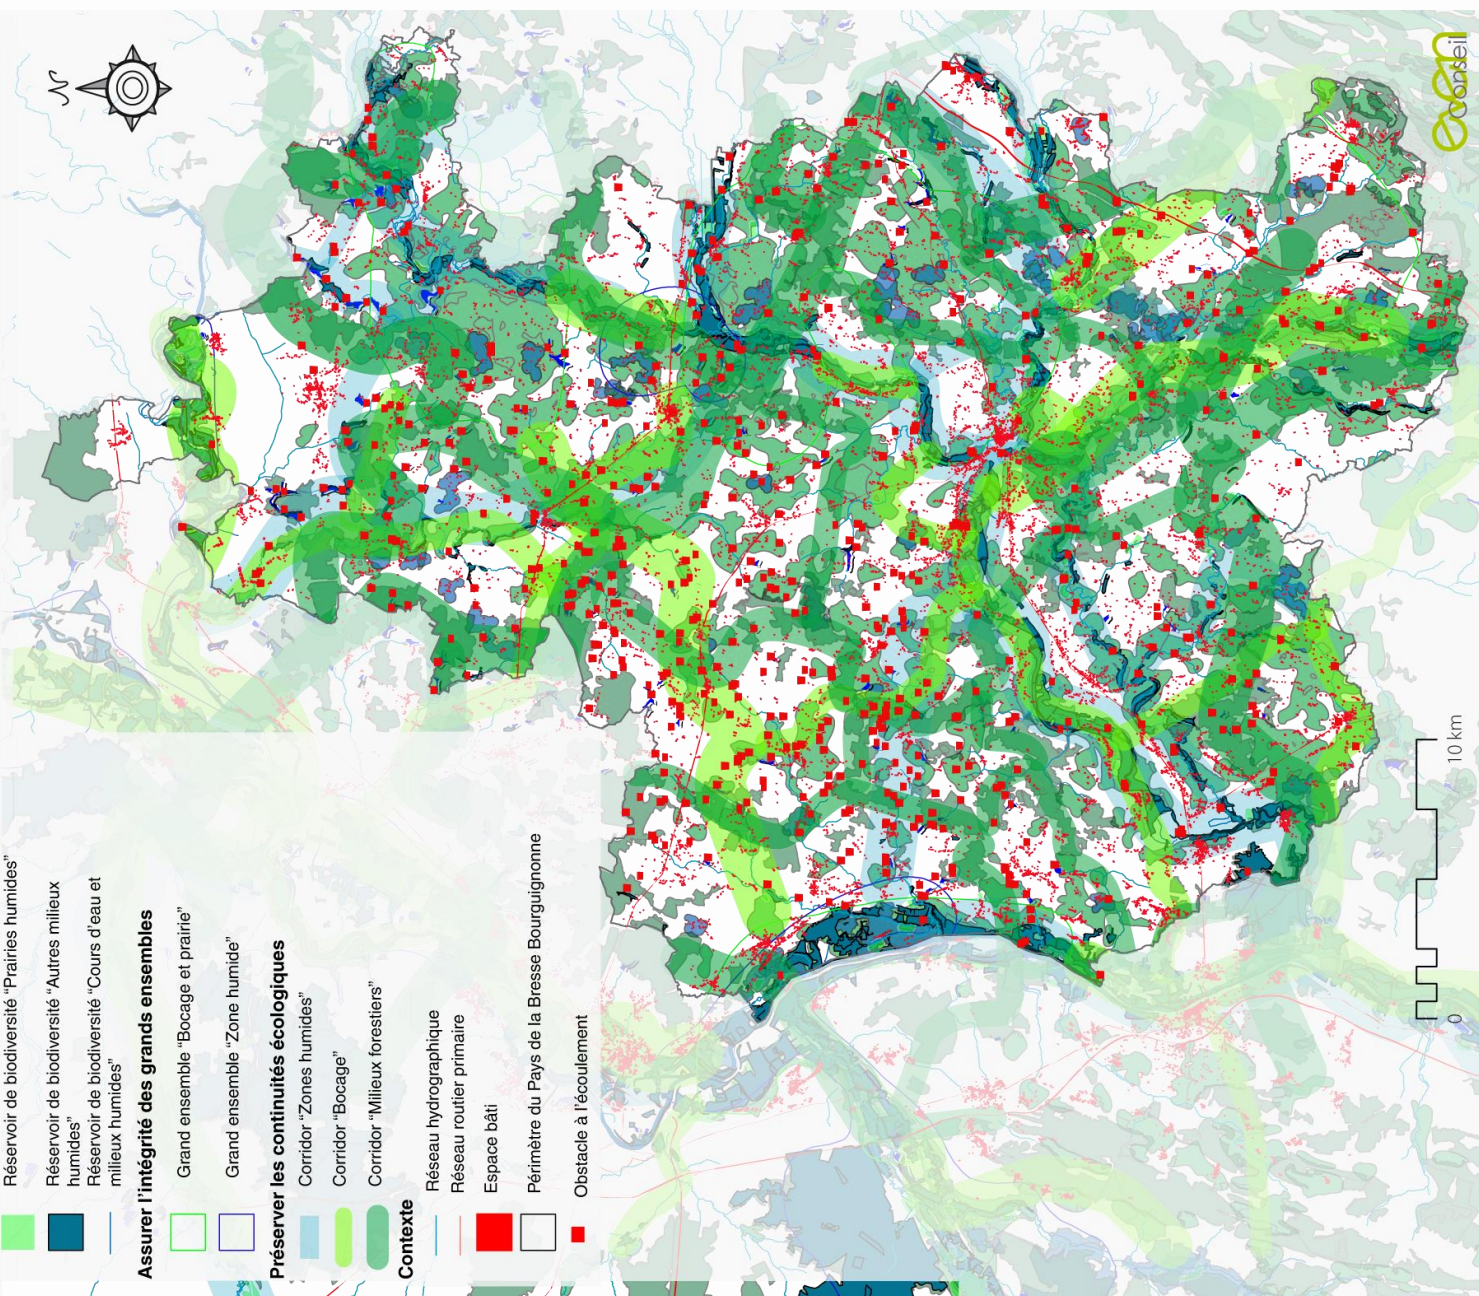 Réservoir de biodiversité “Prairies humides”
Réservoir de biodiversité “Autres milieux
humides”
Réservoir de biodiversité “Cours d’eau et
milieux humides”
Assurer l’intégrité des grands ensembles
Grand ensemble “Bocage et prairie”
Grand ensemble “Zone humide”
Préserver les continuités écologiques
Corridor “Zones humides”
Corridor “Bocage”
Corridor “Milieux forestiers”
Contexte
Réseau hydrographique
Réseau routier primaire
Espace bâti
Périmètre du Pays de la Bresse Bourguignonne
Obstacle à l’écoulement
N
0
10 km
even
conseil